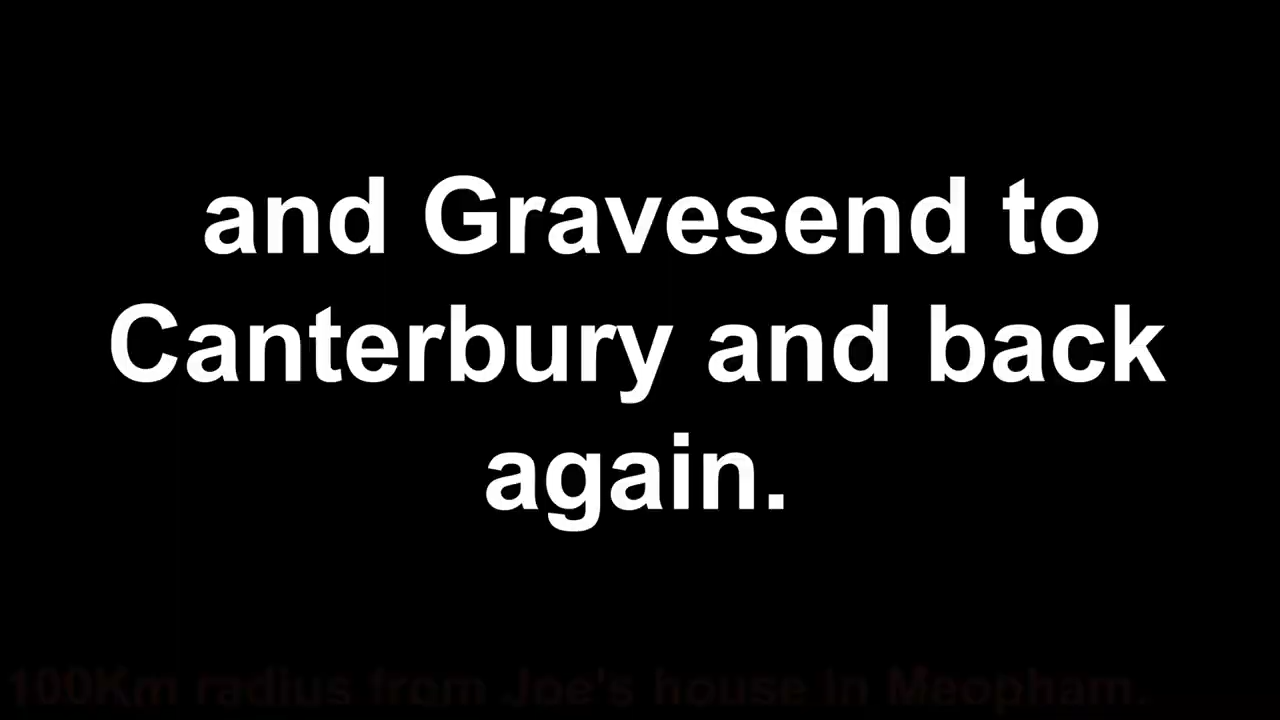 and Gravesend to
Canterbury and back
again.
100Km radius from Joe's house in Meopham.